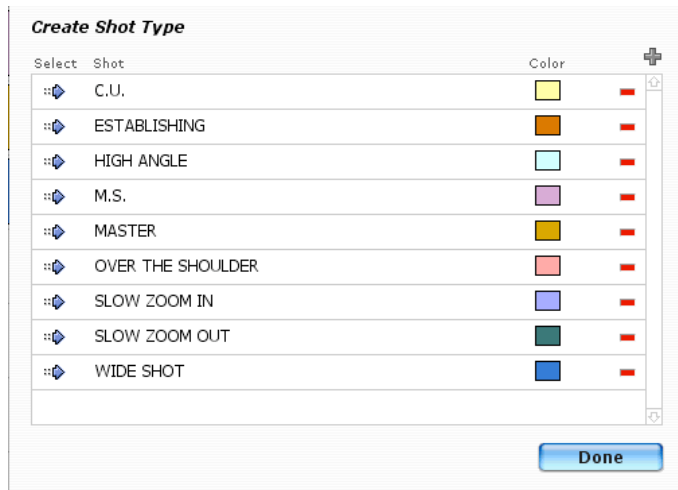 Create Shot Type
Select Shot Color
C.U.
ESTABLISHING
HIGH ANGLE
M.S.
MASTER
OVER THE SHOULDER
SLOW ZOOM IN
SLOW ZOOM OUT
WIDE SHOT
Done